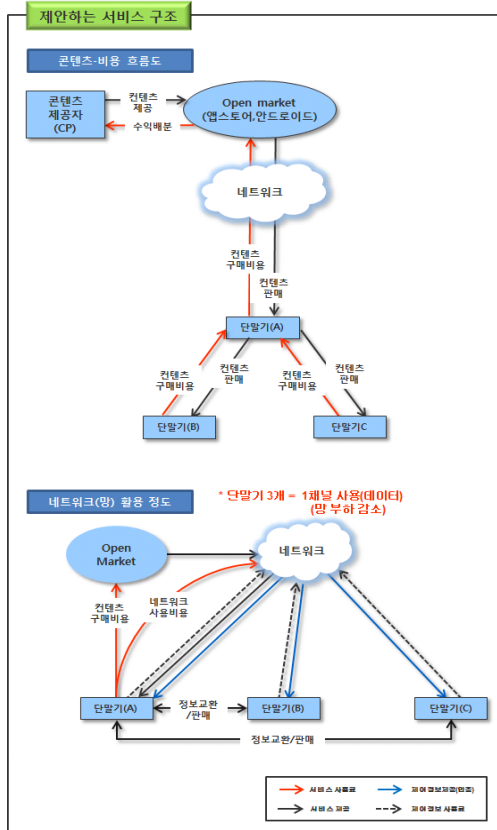 제안하는 서비스 구조
콘텐츠-비용 흐름도
콘텐츠
제공자
(CP)
컨텐츠
제공
수익배분
Open market
(앱스토어,안드로이드)
네트워크
컨텐츠
구매비용
컨텐츠
판매
단말기(A)
컨텐츠
구매비용
컨텐츠
판매
컨텐츠
구매비용
컨텐츠
판매
단말기(B)
단말기C
네트워크(망) 활용 정도
* 단말기 3개 = 1채널 사용(데이터)
(망 부하 감소)
Open
Market
네트워크
컨텐츠
구매비용
네트워크
사용비용
단말기(A)
정보교환
/판매
단말기(B)
단말기(C)
정보교환/판매
서비스 사용료
서비스 제공
제어정보 사용료